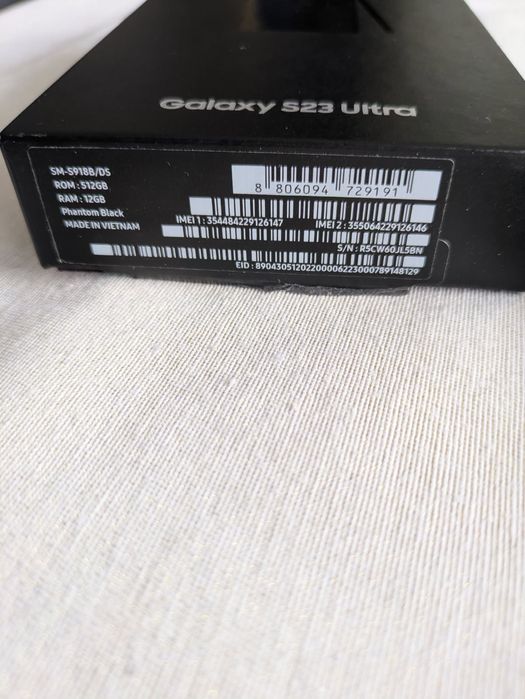 Galaxy S23 Ultra
SM-S918B/DS
ROM : 512GB
RAM : 12GB
Phantom Black
MADE IN VIETNAM
8 806094 729191
IMEI 1 : 354484229126147
IMEI 2 : 355064229126146
S/N : R5CW60JL5BN
EID : 89043051202200006223000789148129